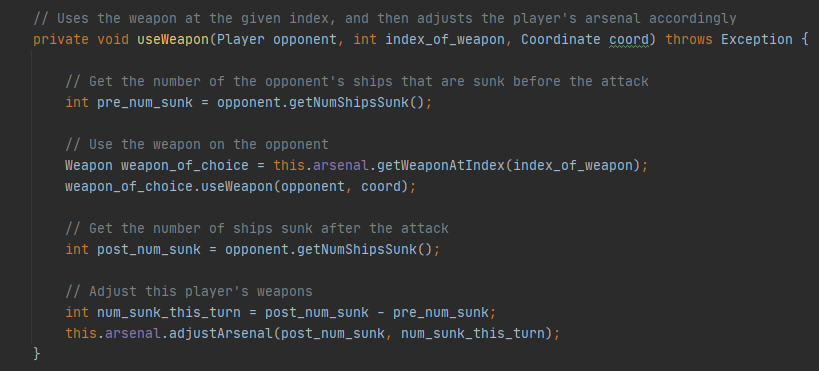 // Uses the weapon at the given index, and then adjusts the player's arsenal accordingly
private void useWeapon(Player opponent, int index_of_weapon, Coordinate coord) throws Exception {
// Get the number of the opponent's ships that are sunk before the attack
int pre_num_sunk = opponent.getNumShipsSunk();
// Use the weapon on the opponent
Weapon weapon_of_choice = this.arsenal.getWeaponAtIndex(index_of_weapon);
weapon_of_choice.useWeapon(opponent, coord);
// Get the number of ships sunk after the attack
int post_num_sunk = opponent.getNumShipsSunk();
// Adjust this player's weapons
int num_sunk_this_turn = post_num_sunk - pre_num_sunk;
this.arsenal.adjustArsenal(post_num_sunk, num_sunk_this_turn);
}